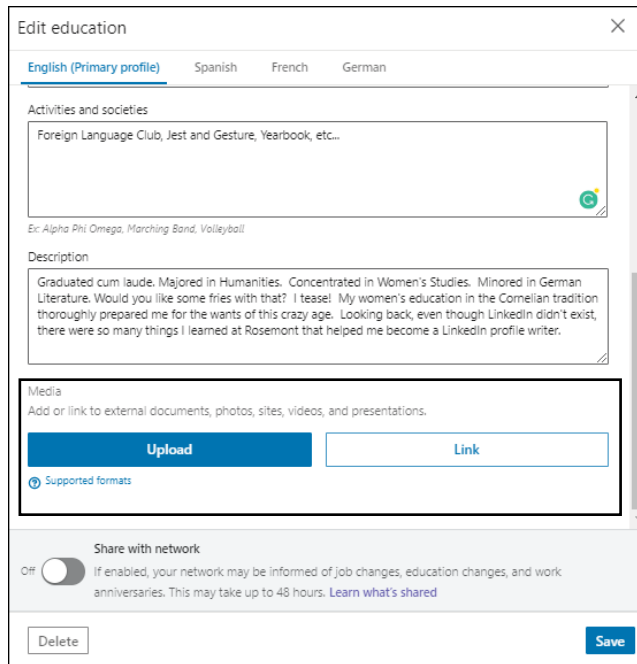 Edit education
English (Primary profile) Spanish French German
Activities and societies
Foreign Language Club, Jest and Gesture, Yearbook, etc...
Ex: Alpha Phi Omega, Marching Band, Volleyball
Description
Graduated cum laude. Majored in Humanities. Concentrated in Women's Studies. Minored in German
Literature. Would you like some fries with that? I tease! My women's education in the Cornelian tradition
thoroughly prepared me for the wants of this crazy age. Looking back, even though LinkedIn didn't exist,
there were so many things I learned at Rosemont that helped me become a LinkedIn profile writer.
Media
Add or link to external documents, photos, sites, videos, and presentations.
Upload Link
Supported formats
Share with network
Off
If enabled, your network may be informed of job changes, education changes, and work
anniversaries. This may take up to 48 hours. Learn what's shared
Delete Save